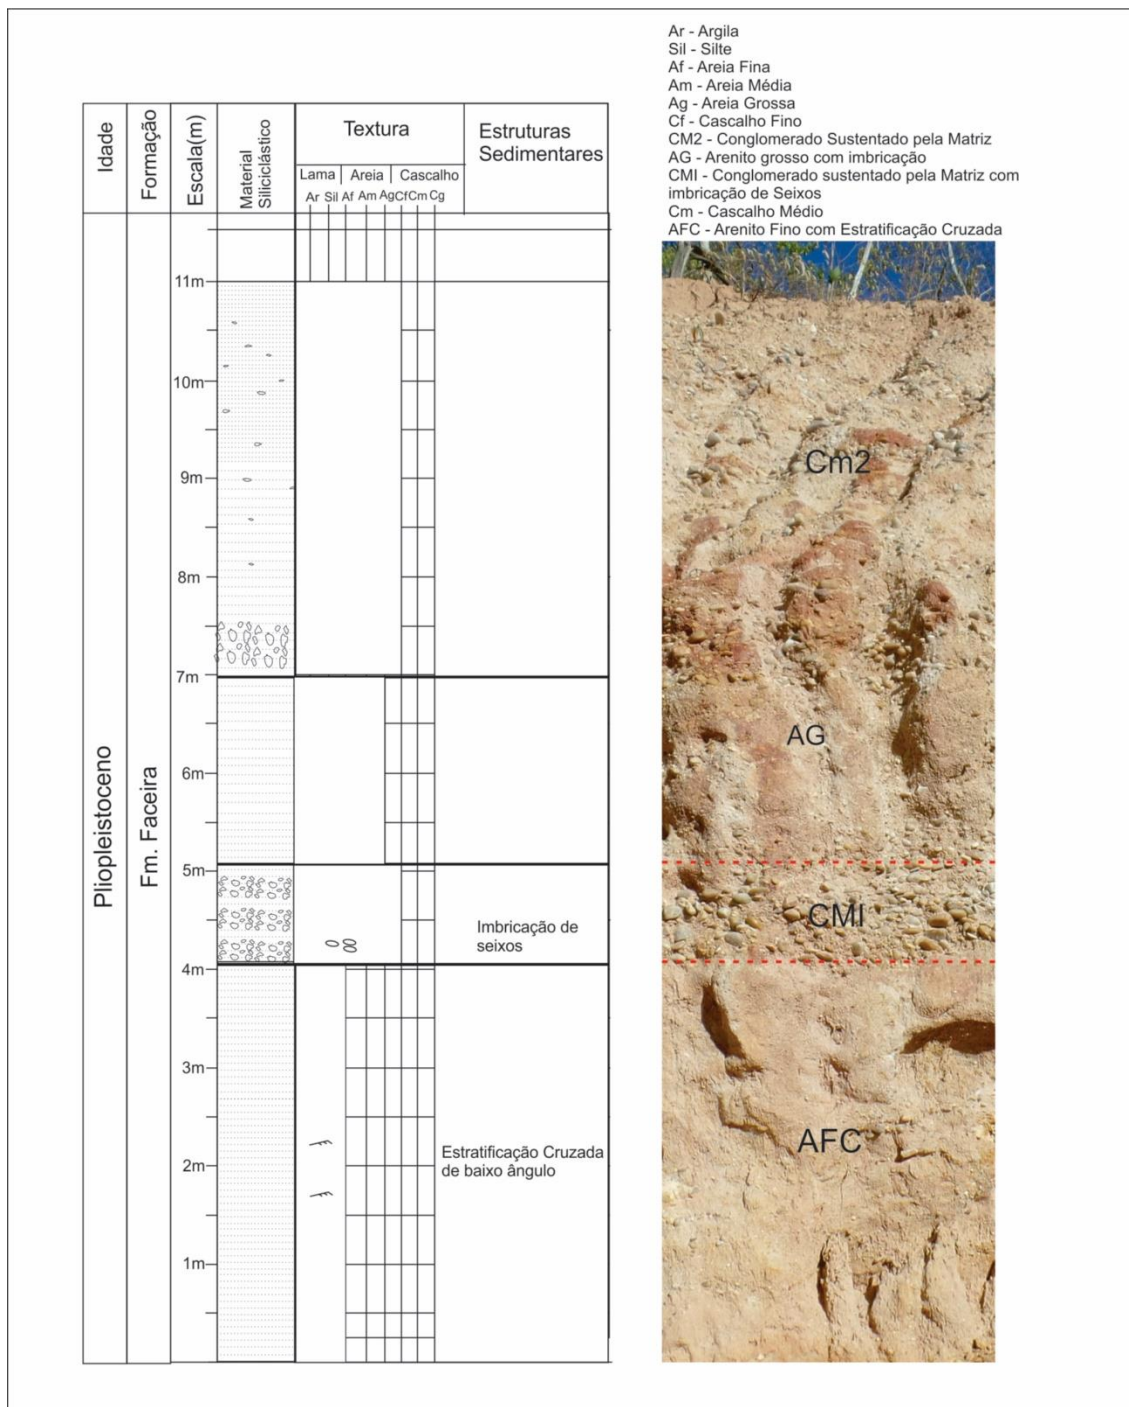 Ar - Argila
Sil - Silte
Af - Areia Fina
Am - Areia Média
Ag - Areia Grossa
Cf - Cascalho Fino
CM2 - Conglomerado Sustentado pela Matriz
AG - Arenito grosso com imbricação
CMI - Conglomerado sustentado pela Matriz com
imbricação de Seixos
Cm - Cascalho Médio
AFC - Arenito Fino com Estratificação Cruzada
Idade
Formação
Escala(m)
Material
Siliciclástico
Textura
Estruturas
Sedimentares
Lama Areia Cascalho
Ar Sil Af Am Ag Cf Cm Cg
Pliopleistoceno
Fm. Faceira
11m
10m
9m
8m
7m
6m
5m
4m
3m
2m
1m
Imbricação de
seixos
Estratificação Cruzada
de baixo ângulo
Cm2
AG
CMI
AFC